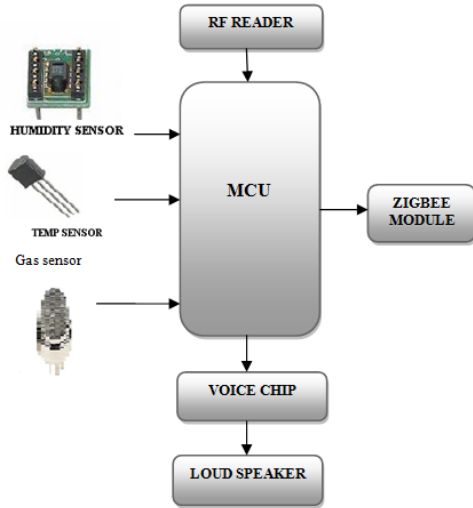 RF READER
HUMIDITY SENSOR
MCU
TEMP SENSOR
ZIGBEE
MODULE
Gas sensor
VOICE CHIP
LOUD SPEAKER